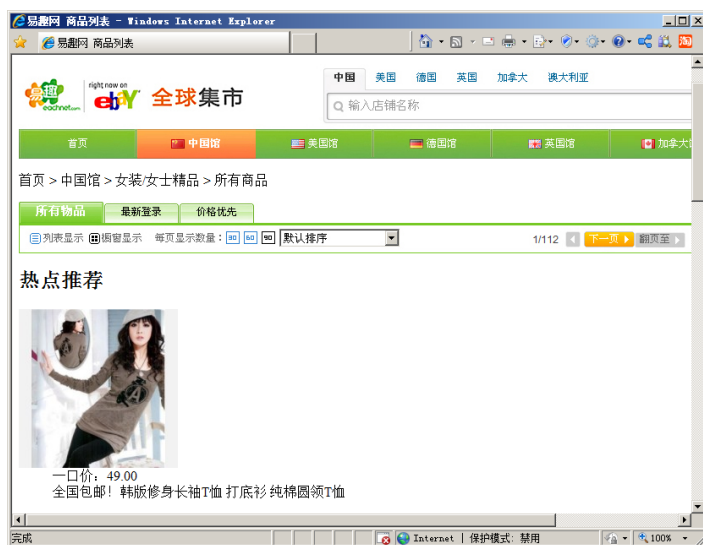 易趣网 商品列表 - Windows Internet Explorer
易趣网 商品列表
易趣 eachnet.com right now on ebaY 全球集市
中国 美国 德国 英国 加拿大 澳大利亚
输入店铺名称
首页 中国馆 美国馆 德国馆 英国馆 加拿大
首页 > 中国馆 > 女装/女士精品 > 所有商品
所有物品 最新登录 价格优先
列表显示 橱窗显示 每页显示数量: 30 60 90 默认排序 1/112 下一页 翻页至
热点推荐
A
一口价: 49.00
全国包邮! 韩版修身长袖T恤 打底衫 纯棉圆领T恤
完成 Internet | 保护模式: 禁用 100%